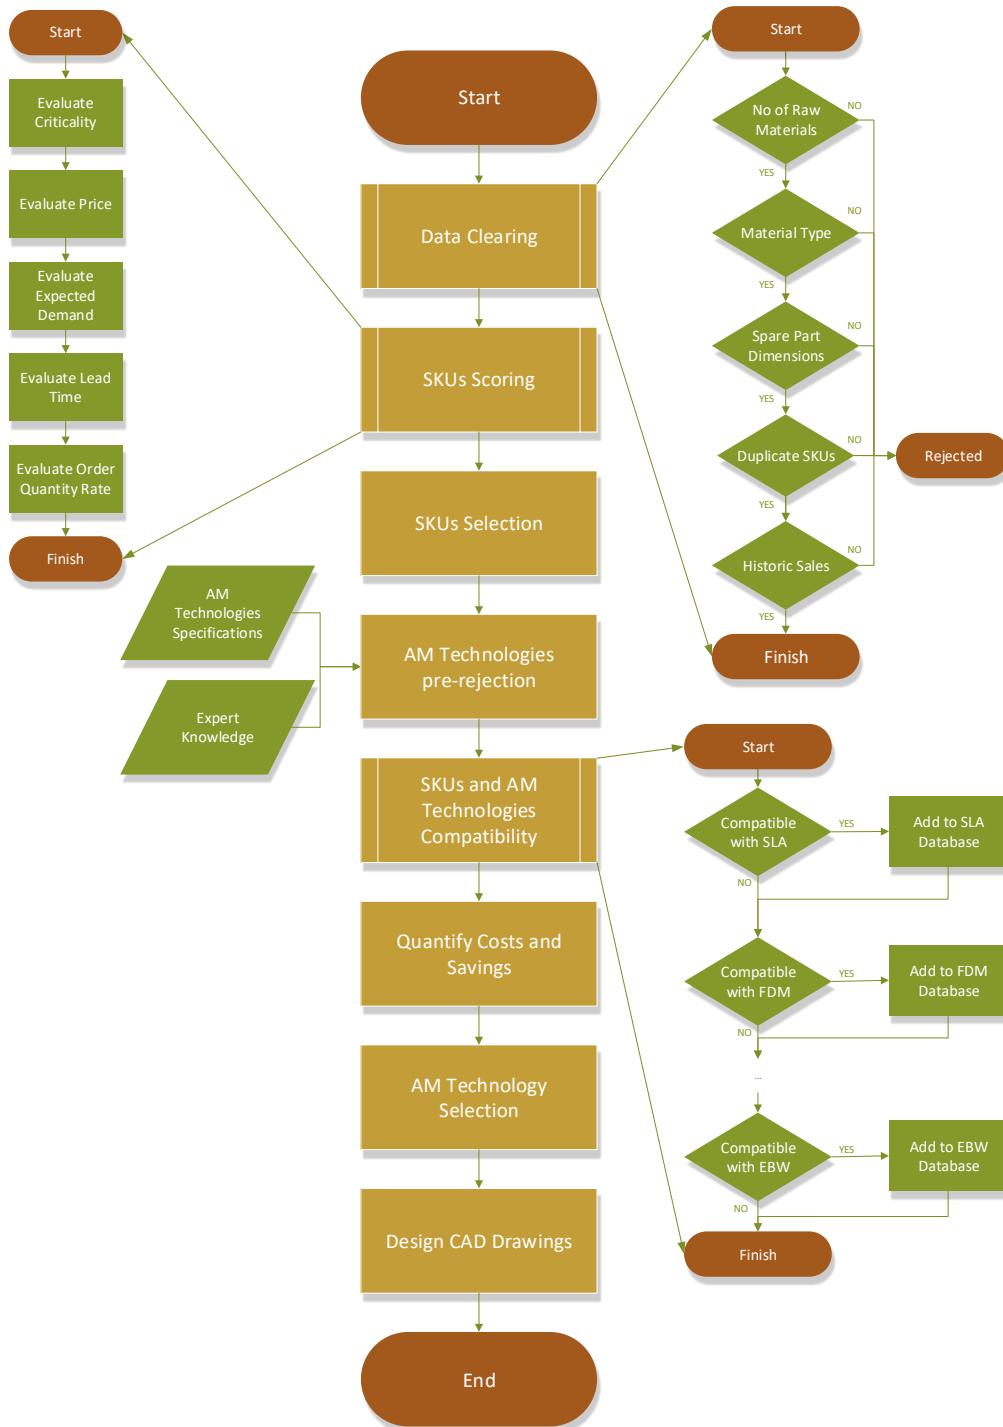 Start
Evaluate
Criticality
Evaluate Price
Evaluate
Expected
Demand
Evaluate Lead
Time
Evaluate Order
Quantity Rate
Finish
Start
Data Clearing
SKUs Scoring
SKUs Selection
AM
Technologies
Specifications
Expert
Knowledge
AM Technologies
pre-rejection
SKUs and AM
Technologies
Compatibility
Quantify Costs and
Savings
AM Technology
Selection
Design CAD Drawings
End
Start
No of Raw
Materials
NO
YES
Material Type
NO
YES
Spare Part
Dimensions
NO
YES
Duplicate SKUs
NO
Rejected
YES
Historic Sales
NO
YES
Finish
Start
Compatible
with SLA
YES
Add to SLA
Database
NO
Compatible
with FDM
YES
Add to FDM
Database
NO
...
Compatible
with EBW
YES
Add to EBW
Database
NO
Finish